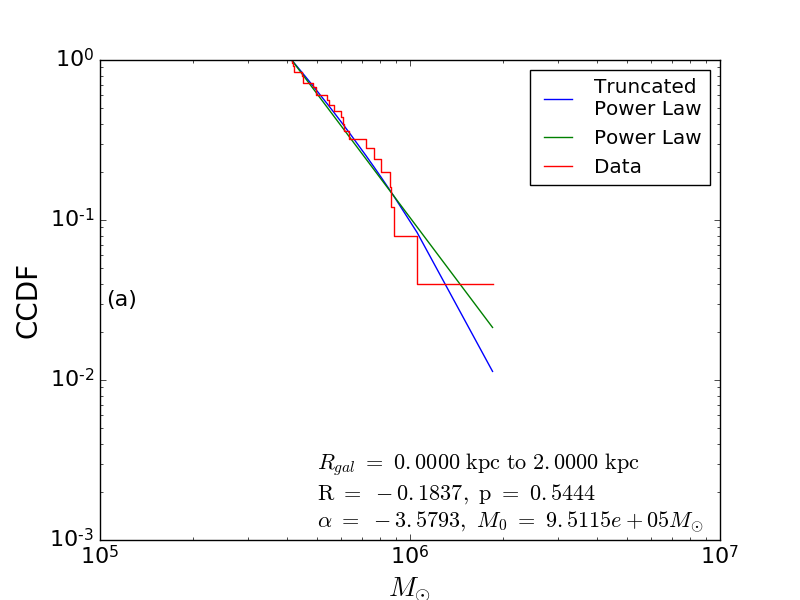 10^0
10^-1
10^-2
10^-3
CCDF
(a)
Truncated
Power Law
Power Law
Data
R_gal = 0.0000 kpc to 2.0000 kpc
R = −0.1837, p = 0.5444
α = −3.5793, M_0 = 9.5115e+05M_⊙
10^5 10^6 10^7
M_⊙